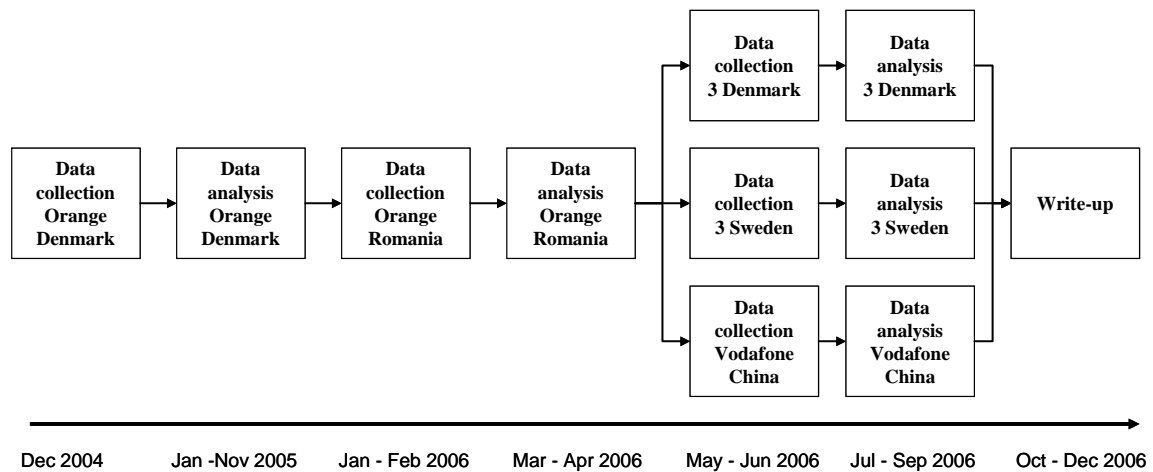 Data
collection
3 Denmark
Data
analysis
3 Denmark
Data
collection
Orange
Denmark
Data
analysis
Orange
Denmark
Data
collection
Orange
Romania
Data
analysis
Orange
Romania
Data
collection
3 Sweden
Data
analysis
3 Sweden
Write-up
Data
collection
Vodafone
China
Data
analysis
Vodafone
China
Dec 2004
Jan -Nov 2005
Jan - Feb 2006
Mar - Apr 2006
May - Jun 2006
Jul - Sep 2006
Oct - Dec 2006